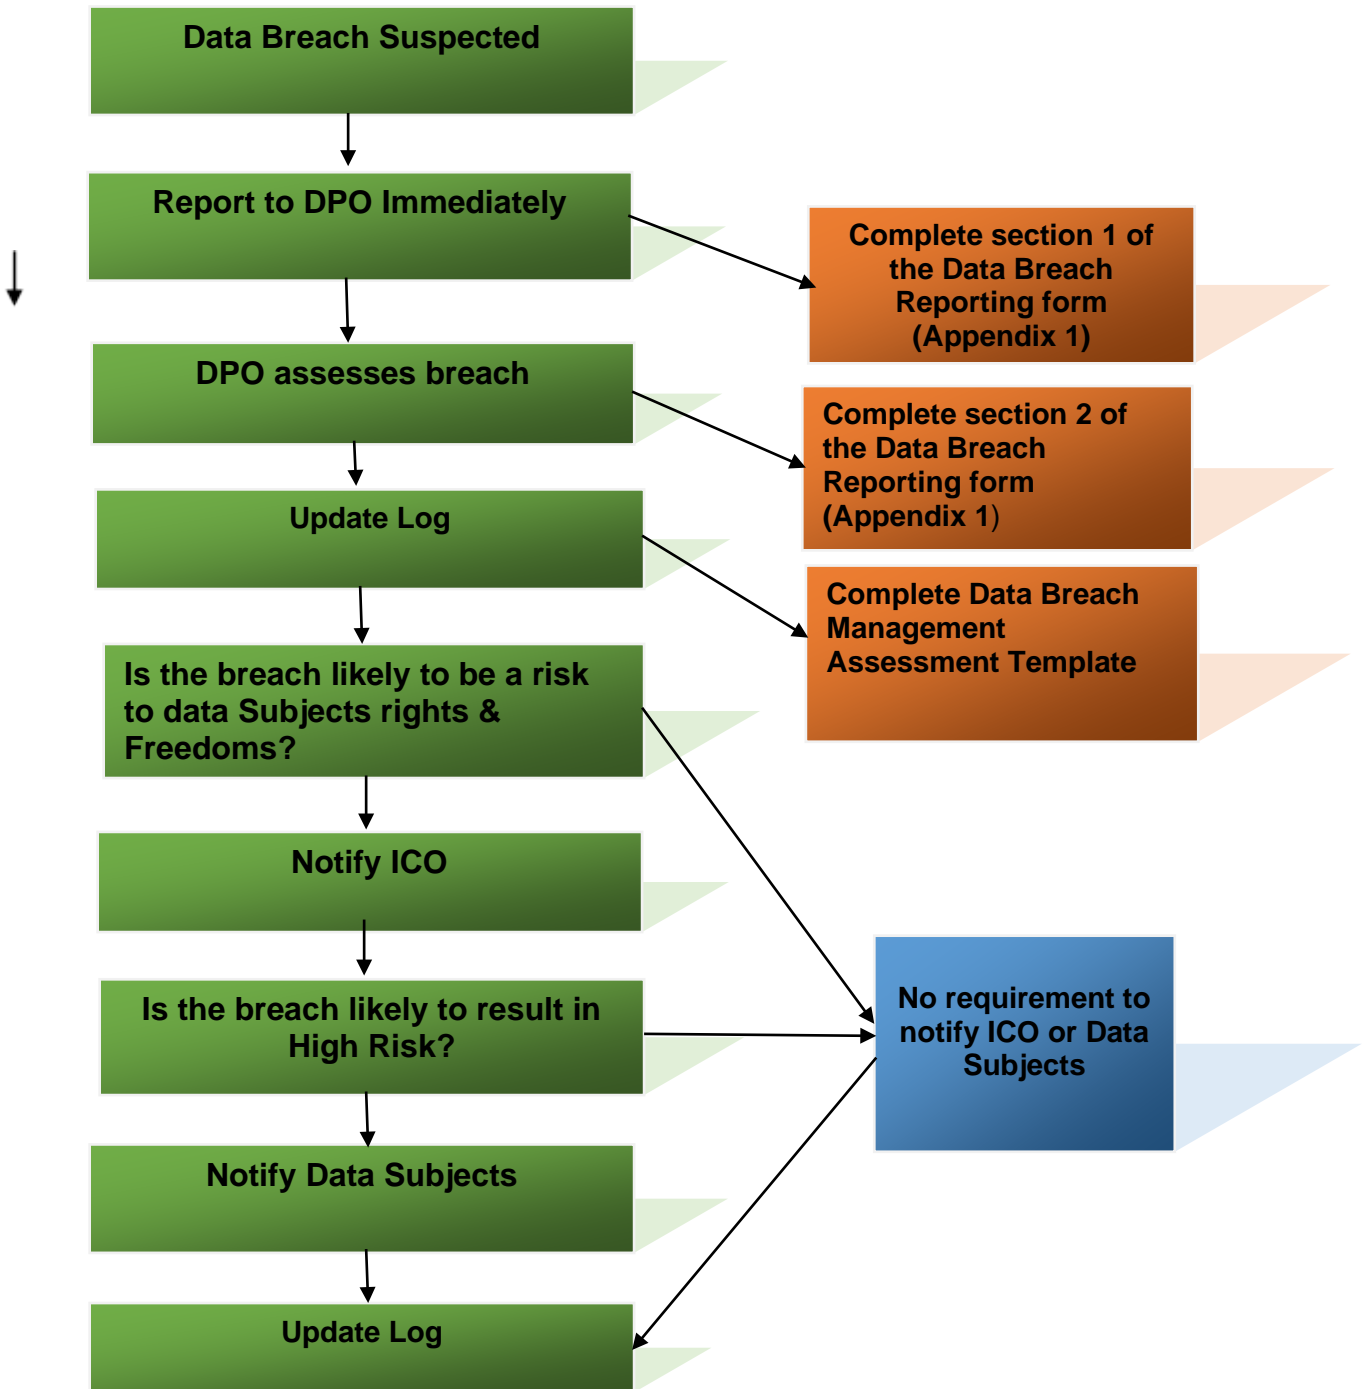 Data Breach Suspected
Report to DPO Immediately
Complete section 1 of
the Data Breach
Reporting form
(Appendix 1)
DPO assesses breach
Complete section 2 of
the Data Breach
Reporting form
(Appendix 1)
Update Log
Complete Data Breach
Management
Assessment Template
Is the breach likely to be a risk
to data Subjects rights &
Freedoms?
Notify ICO
No requirement to
notify ICO or Data
Subjects
Is the breach likely to result in
High Risk?
Notify Data Subjects
Update Log